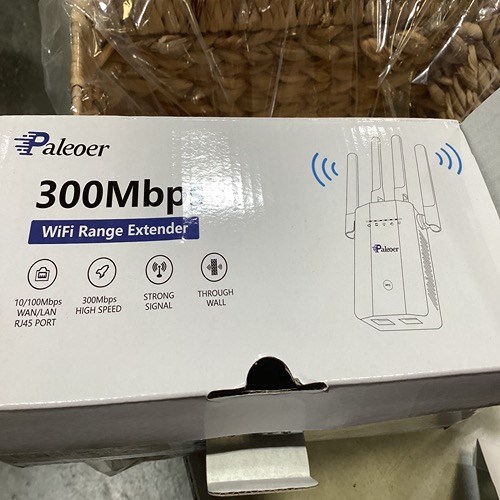 Paleoer
300Mbps
WiFi Range Extender
10/100Mbps
WAN/LAN
RJ45 PORT
300Mbps
HIGH SPEED
STRONG
SIGNAL
THROUGH
WALL
Paleoer